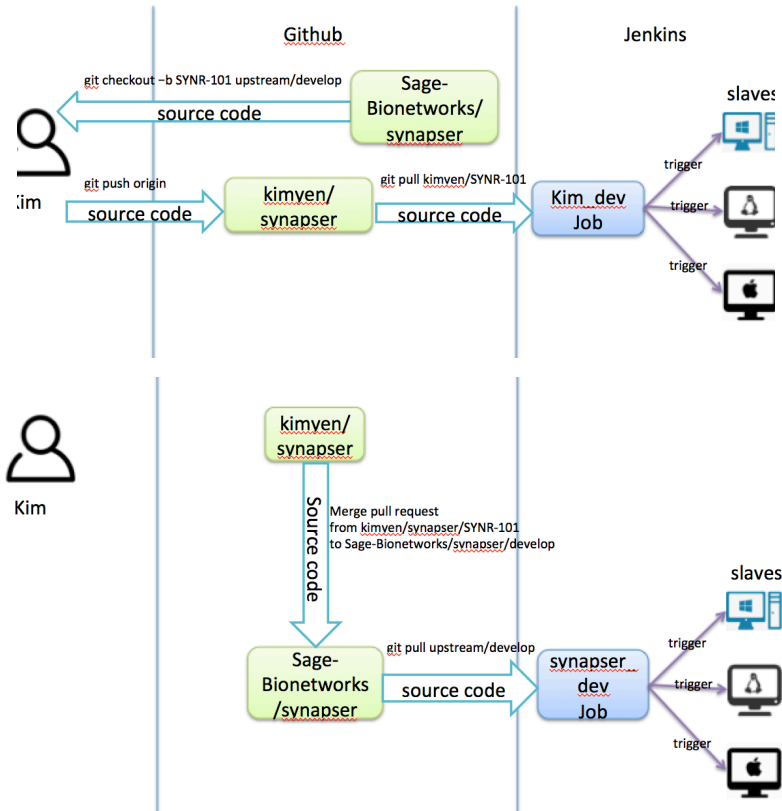 Github
Jenkins
git checkout –b SYNR-101 upstream/develop
source code
Sage-
Bionetworks/
synapser
slaves
Kim
git push origin
source code
kimyen/
synapser
git pull kimyen/SYNR-101
source code
Kim_dev
Job
trigger
trigger
trigger
kimyen/
synapser
Kim
Source code
Merge pull request
from kimyen/synapser/SYNR-101
to Sage-Bionetworks/synapser/develop
slaves
Sage-
Bionetworks
/synapser
git pull upstream/develop
source code
synapser_
dev
Job
trigger
trigger
trigger